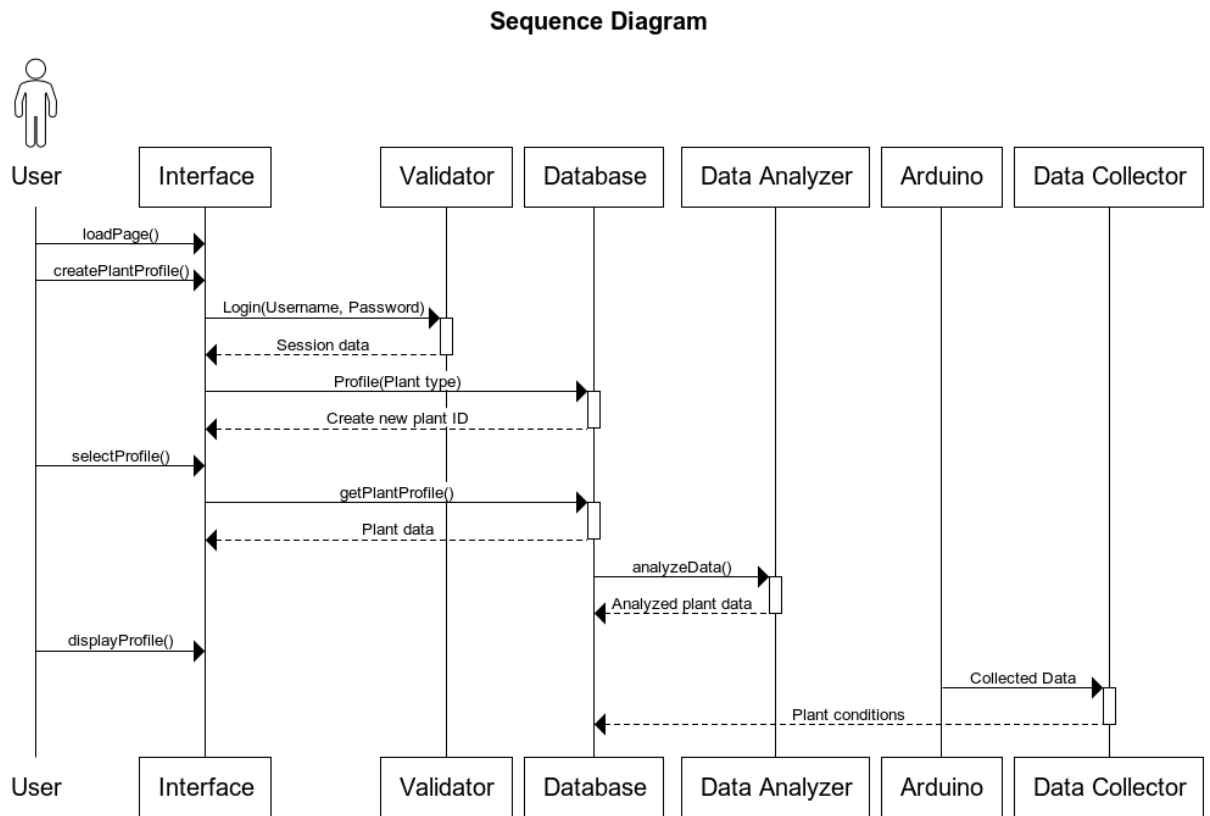 Sequence Diagram
User Interface Validator Database Data Analyzer Arduino Data Collector
loadPage()
createPlantProfile()
Login(Username, Password)
Session data
Profile(Plant type)
Create new plant ID
selectProfile()
getPlantProfile()
Plant data
analyzeData()
Analyzed plant data
displayProfile()
Collected Data
Plant conditions
User Interface Validator Database Data Analyzer Arduino Data Collector